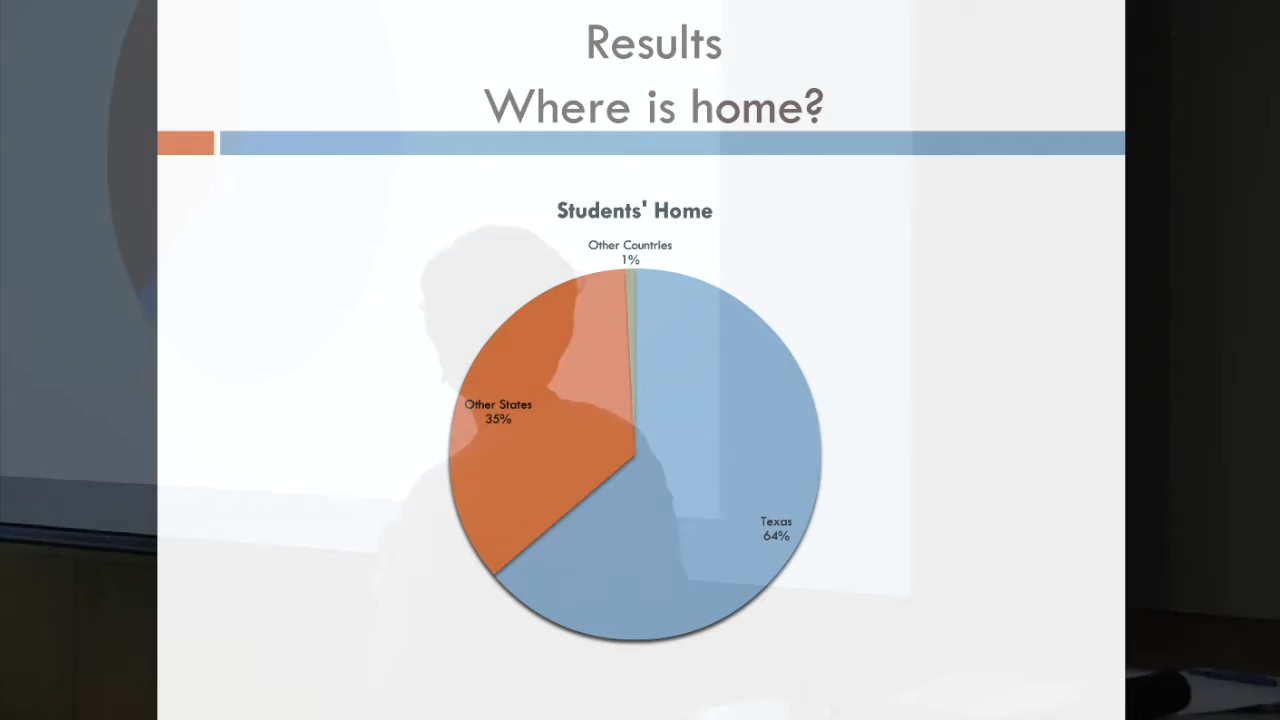 Results
Where is home?
Students' Home
Other Countries
1%
Other States
35%
Texas
64%